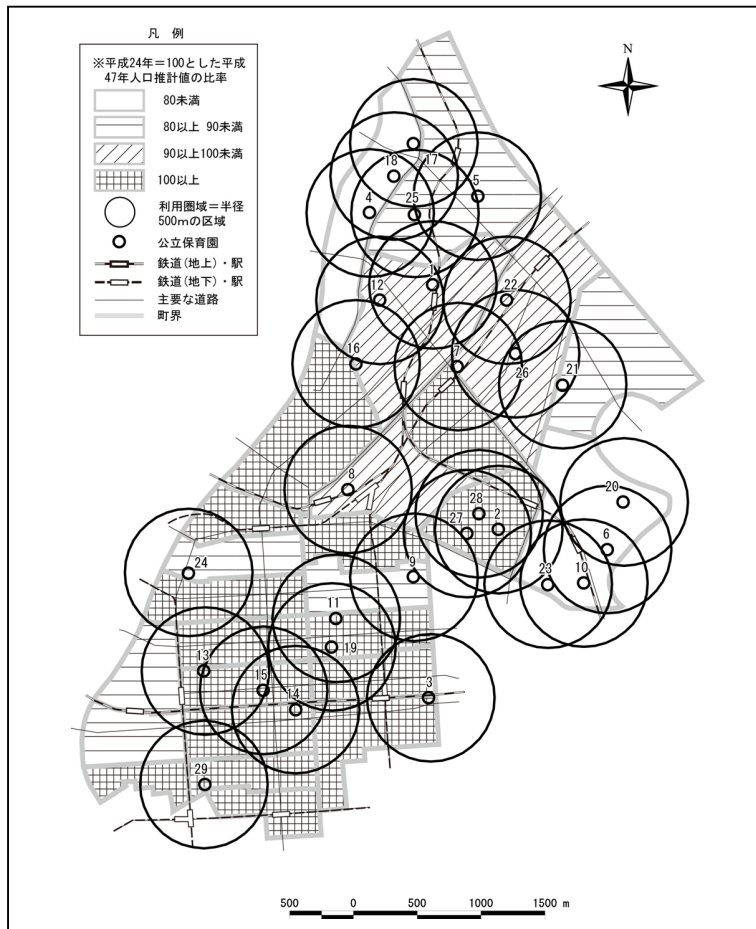 凡 例
※平成24年=100とした平成
47年人口推計値の比率
80未満
80以上 90未満
90以上100未満
100以上
利用圏域=半径
500mの区域
公立保育園
鉄道(地上)・駅
鉄道(地下)・駅
主要な道路
町界
N
18
17
4
25
5
1
12
22
16
7
26
21
8
28
27
2
20
6
24
9
23
10
11
13
19
15
14
3
29
500 0 500 1000 1500 m